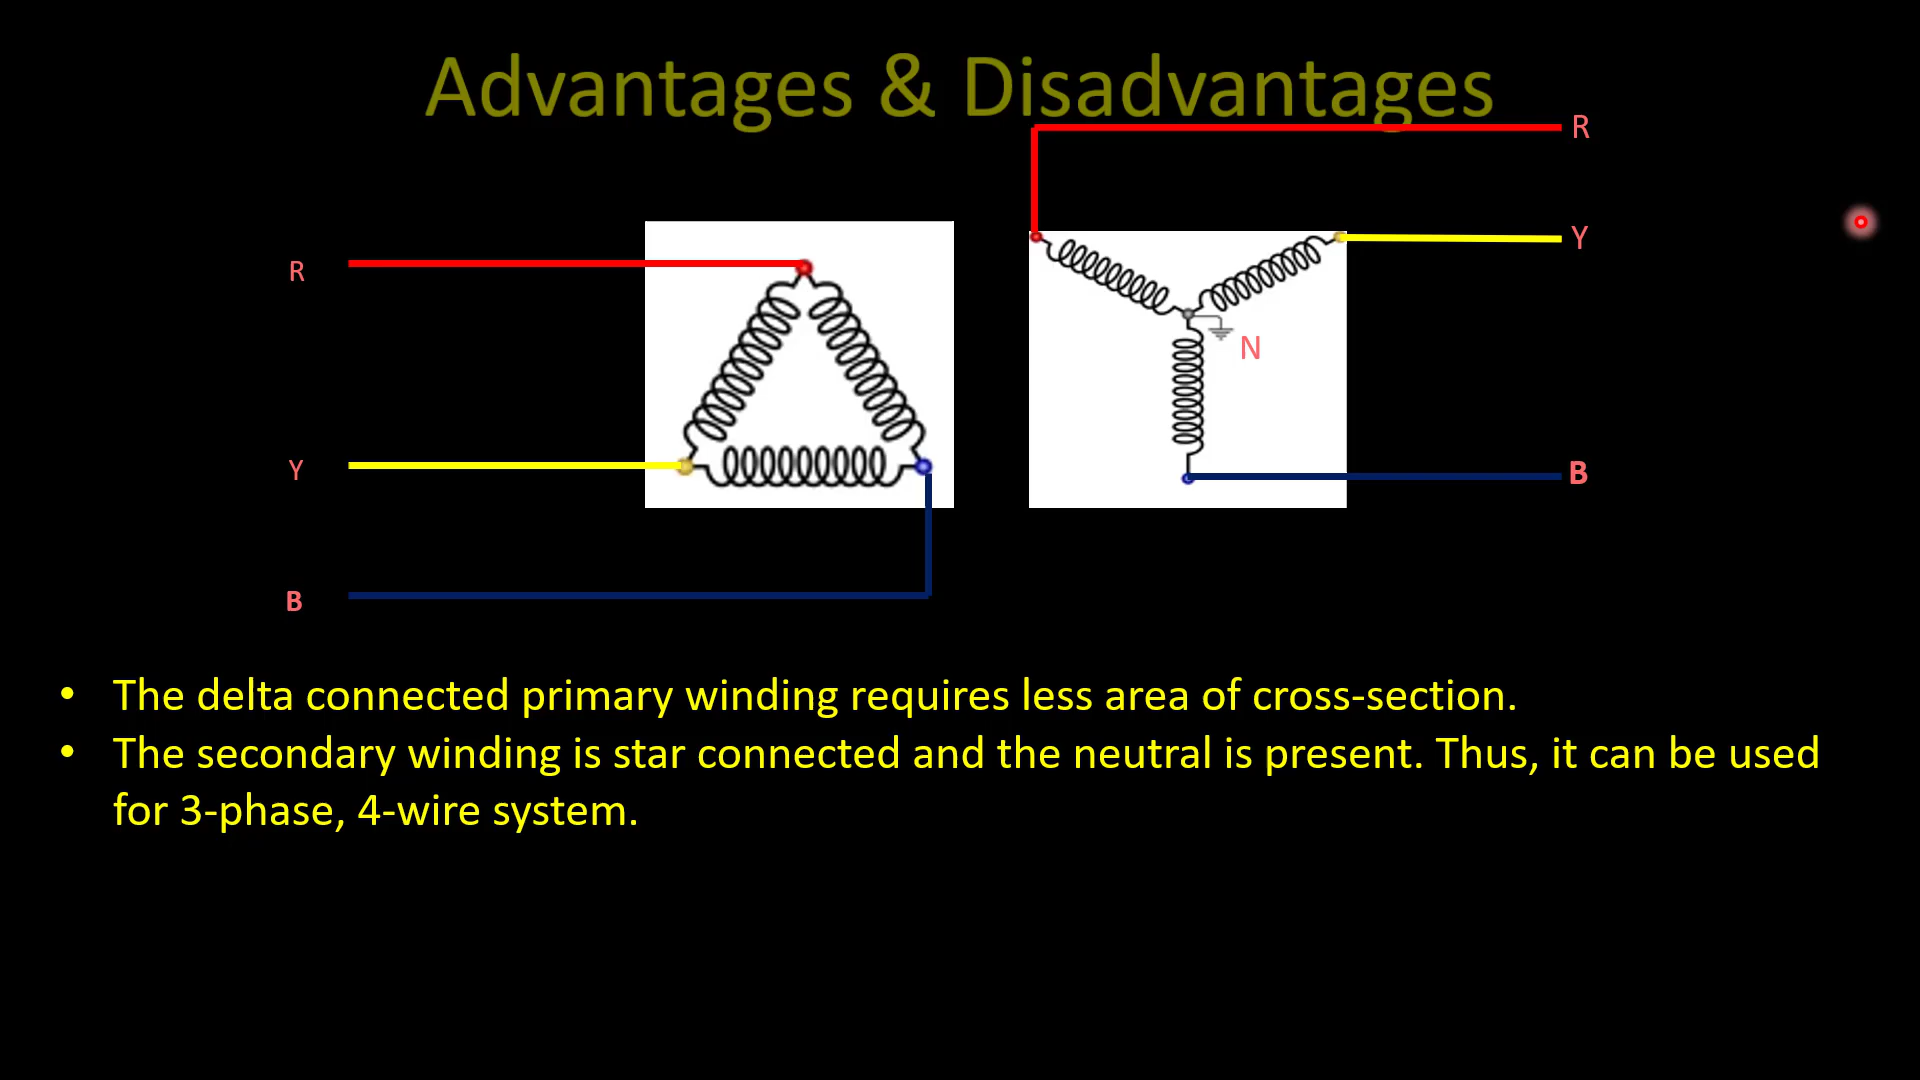 Advantages & Disadvantages
R
Y
R
N
Y
B
B
• The delta connected primary winding requires less area of cross-section.
• The secondary winding is star connected and the neutral is present. Thus, it can be used
for 3-phase, 4-wire system.